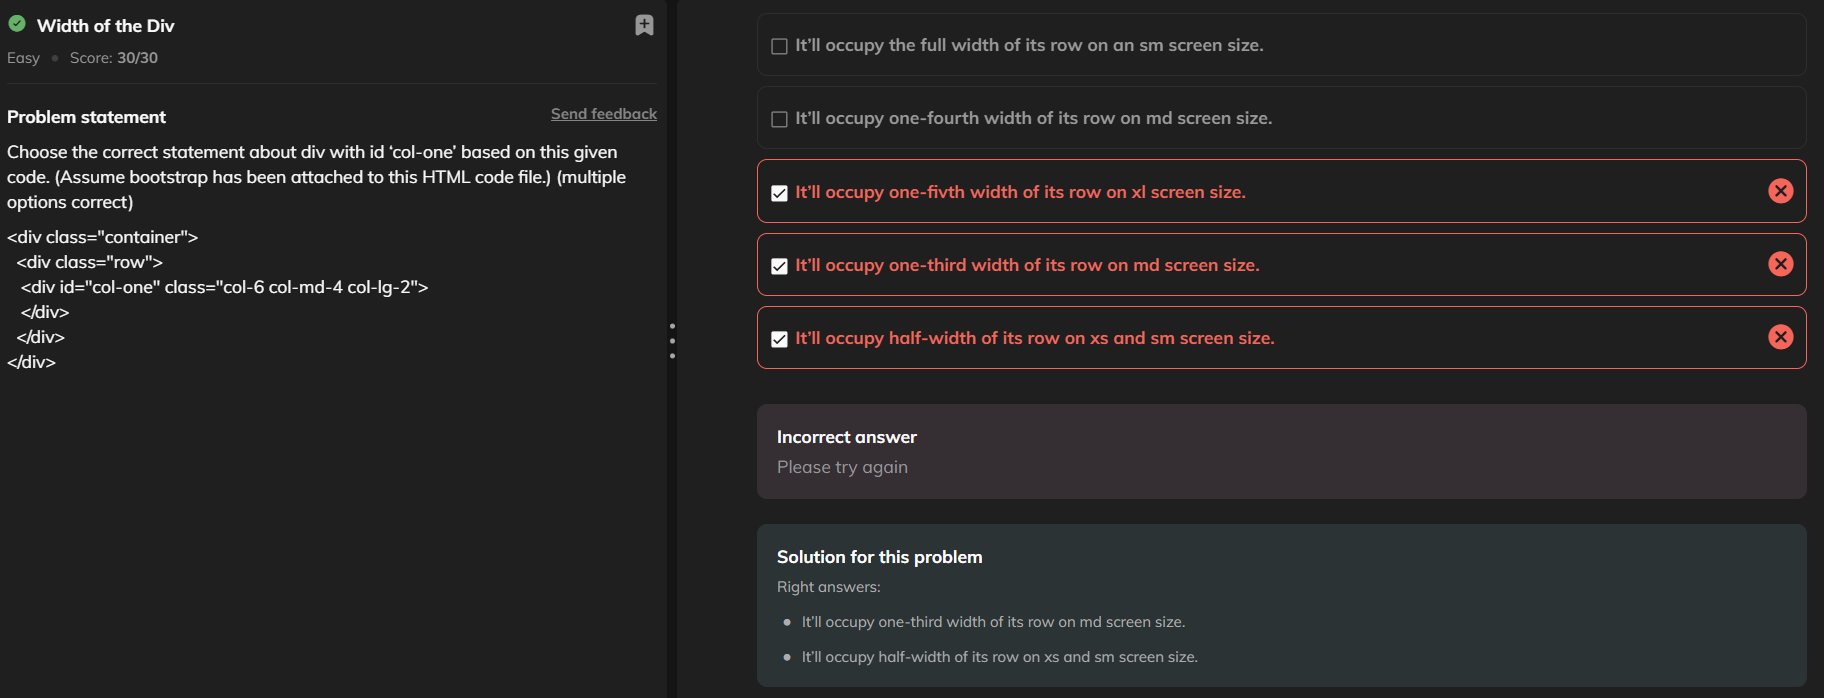 Width of the Div
Easy • Score: 30/30
Problem statement
Send feedback
Choose the correct statement about div with id ‘col-one’ based on this given
code. (Assume bootstrap has been attached to this HTML code file.) (multiple
options correct)
<div class="container">
<div class="row">
<div id="col-one" class="col-6 col-md-4 col-lg-2">
</div>
</div>
</div>
It’ll occupy the full width of its row on an sm screen size.
It’ll occupy one-fourth width of its row on md screen size.
It’ll occupy one-fivth width of its row on xl screen size.
It’ll occupy one-third width of its row on md screen size.
It’ll occupy half-width of its row on xs and sm screen size.
Incorrect answer
Please try again
Solution for this problem
Right answers:
• It’ll occupy one-third width of its row on md screen size.
• It’ll occupy half-width of its row on xs and sm screen size.